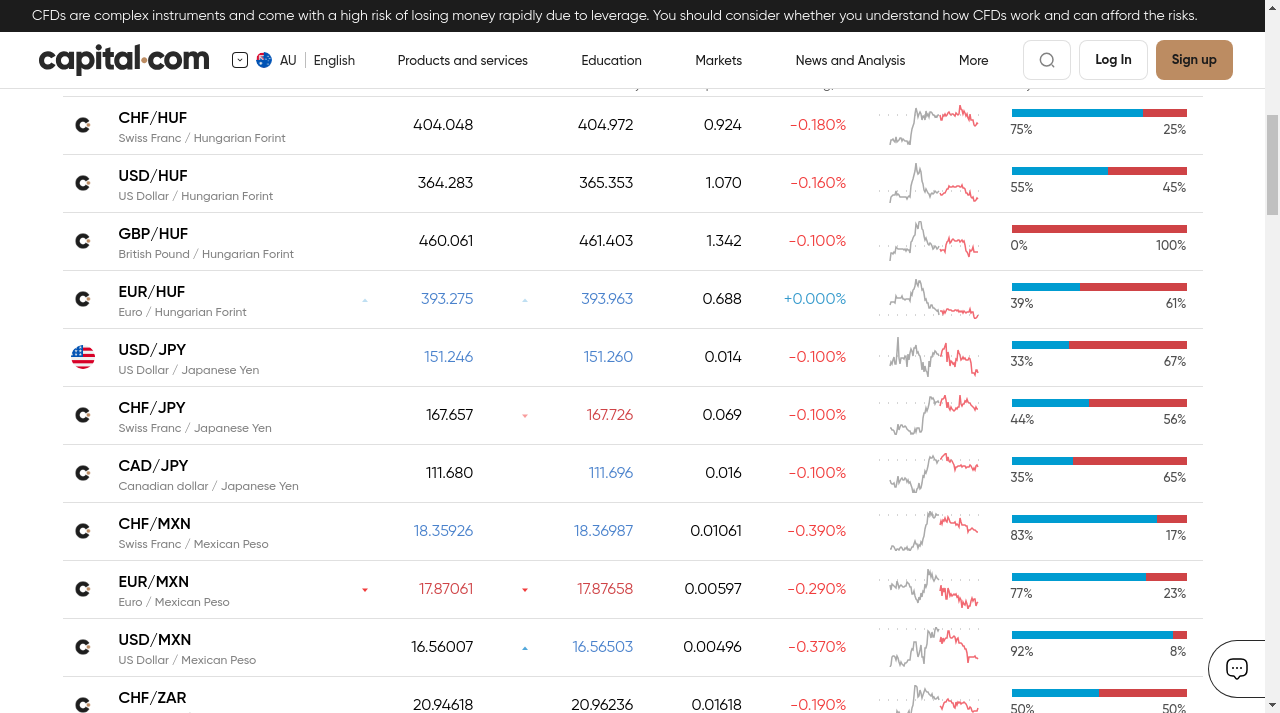 CFDs are complex instruments and come with a high risk of losing money rapidly due to leverage. You should consider whether you understand how CFDs work and can afford the risks.
capital.com AU English Products and services Education Markets News and Analysis More Log In Sign up
CHF/HUF 404.048 404.972 0.924 -0.180%
Swiss Franc / Hungarian Forint 75% 25%
USD/HUF 364.283 365.353 1.070 -0.160%
US Dollar / Hungarian Forint 55% 45%
GBP/HUF 460.061 461.403 1.342 -0.100%
British Pound / Hungarian Forint 0% 100%
EUR/HUF 393.275 393.963 0.688 +0.000%
Euro / Hungarian Forint 39% 61%
USD/JPY 151.246 151.260 0.014 -0.100%
US Dollar / Japanese Yen 33% 67%
CHF/JPY 167.657 167.726 0.069 -0.100%
Swiss Franc / Japanese Yen 44% 56%
CAD/JPY 111.680 111.696 0.016 -0.100%
Canadian dollar / Japanese Yen 35% 65%
CHF/MXN 18.35926 18.36987 0.01061 -0.390%
Swiss Franc / Mexican Peso 83% 17%
EUR/MXN 17.87061 17.87658 0.00597 -0.290%
Euro / Mexican Peso 77% 23%
USD/MXN 16.56007 16.56503 0.00496 -0.370%
US Dollar / Mexican Peso 92% 8%
CHF/ZAR 20.94618 20.96236 0.01618 -0.190%
50% 50%